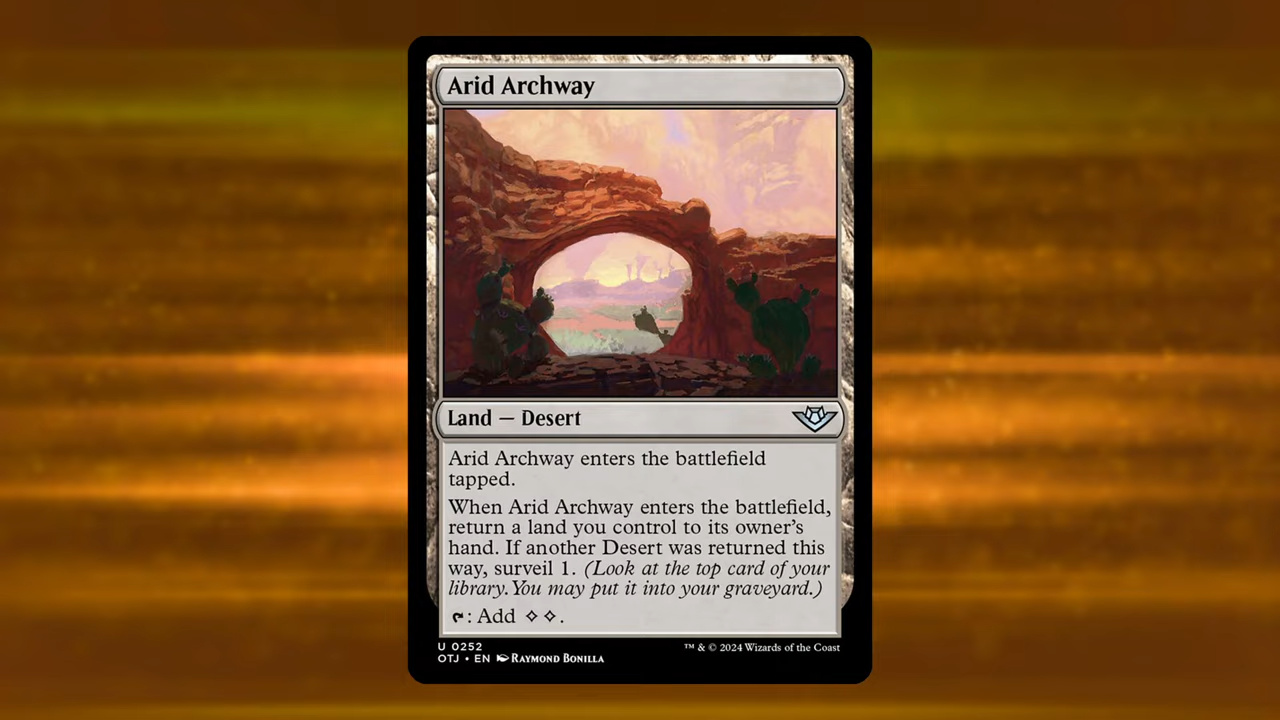 Arid Archway
Land — Desert
Arid Archway enters the battlefield
tapped.
When Arid Archway enters the battlefield,
return a land you control to its owner's
hand. If another Desert was returned this
way, surveil 1. (Look at the top card of your
library. You may put it into your graveyard.)
: Add .
U 0252
OTJ • EN Raymond Bonilla
™ & © 2024 Wizards of the Coast